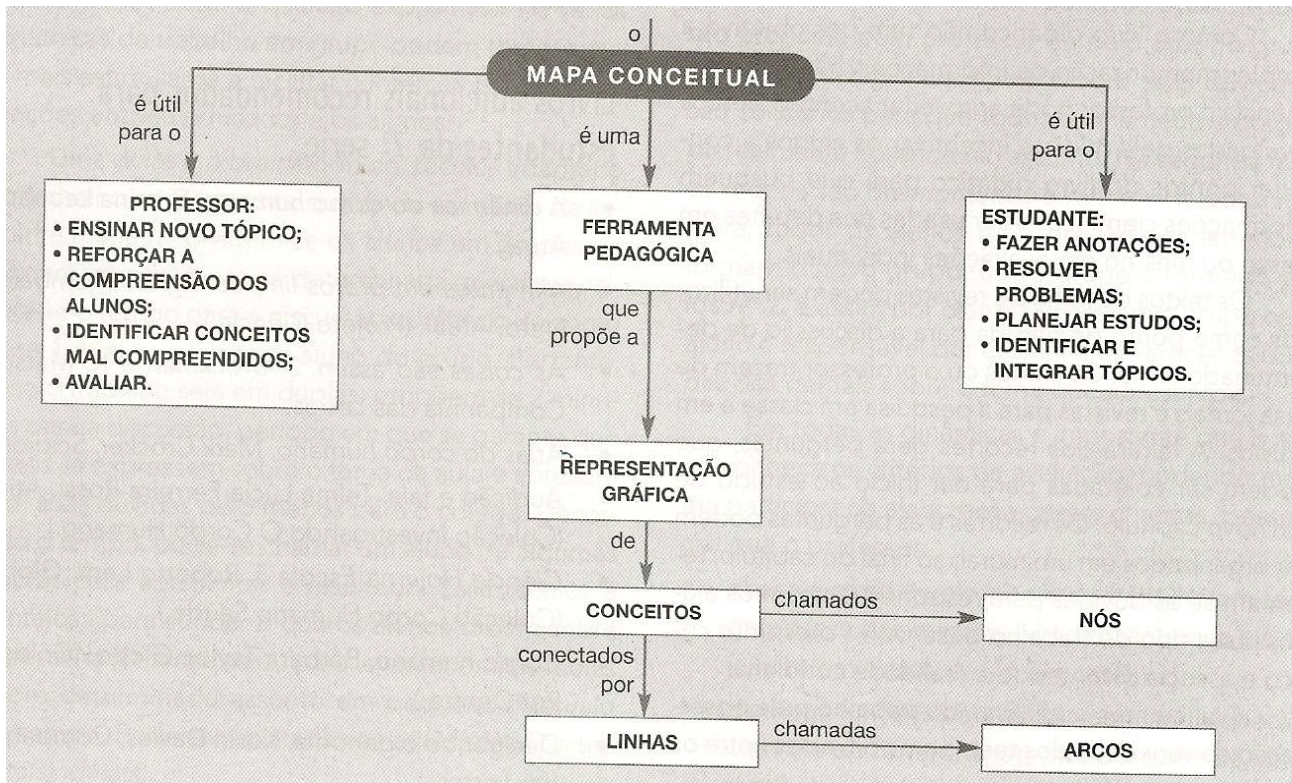 o
MAPA CONCEITUAL
é útil
para o
é uma
é útil
para o
PROFESSOR:
• ENSINAR NOVO TÓPICO;
• REFORÇAR A
COMPREENSÃO DOS
ALUNOS;
• IDENTIFICAR CONCEITOS
MAL COMPREENDIDOS;
• AVALIAR.
FERRAMENTA
PEDAGÓGICA
ESTUDANTE:
• FAZER ANOTAÇÕES;
• RESOLVER
PROBLEMAS;
• PLANEJAR ESTUDOS;
• IDENTIFICAR E
INTEGRAR TÓPICOS.
que
propõe a
REPRESENTAÇÃO
GRÁFICA
de
CONCEITOS
chamados
NÓS
conectados
por
LINHAS
chamadas
ARCOS